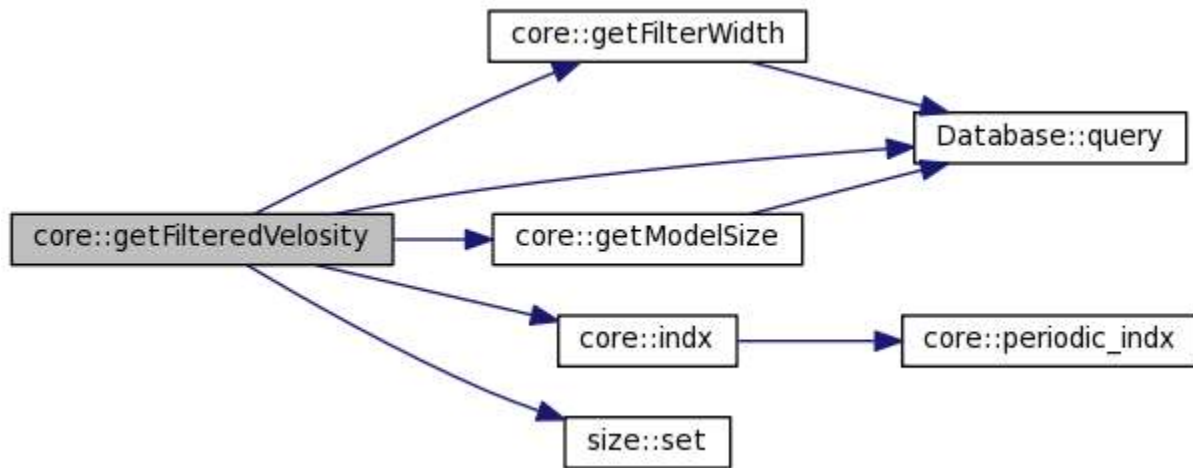 core::getFilterWidth
Database::query
core::getFilteredVelosity
core::getModelSize
core::indx
core::periodic_indx
size::set